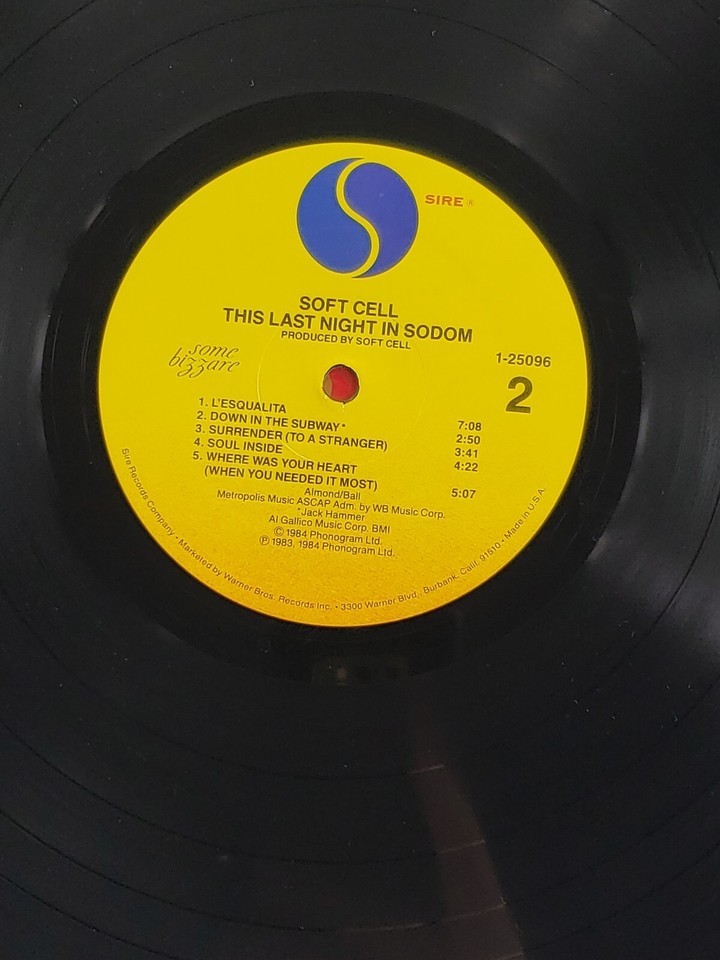 SIRE ®
SOFT CELL
THIS LAST NIGHT IN SODOM
PRODUCED BY SOFT CELL
some
bizzare
1-25096
2
1. L'ESQUALITA 7:08
2. DOWN IN THE SUBWAY* 2:50
3. SURRENDER (TO A STRANGER) 3:41
4. SOUL INSIDE 4:22
5. WHERE WAS YOUR HEART
(WHEN YOU NEEDED IT MOST) 5:07
Almond/Ball
Metropolis Music ASCAP Adm. by WB Music Corp.
*Jack Hammer
Al Gallico Music Corp. BMI
© 1984 Phonogram Ltd.
℗ 1983, 1984 Phonogram Ltd.
Sire Records Company • Marketed by Warner Bros. Records Inc. • 3300 Warner Blvd., Burbank, Calif. 91510 • Made in U.S.A.